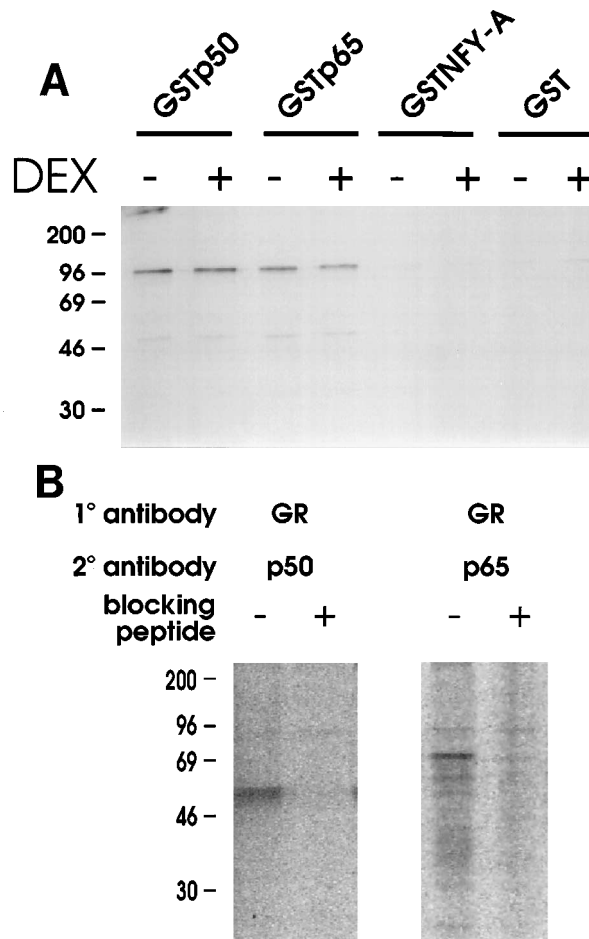 A
GSTp50 GSTp65 GSTNFY-A GST
DEX - + - + - + - +
200 –
96 –
69 –
46 –
30 –
B
1° antibody GR GR
2° antibody p50 p65
blocking
peptide - + - +
200 –
96 –
69 –
46 –
30 –